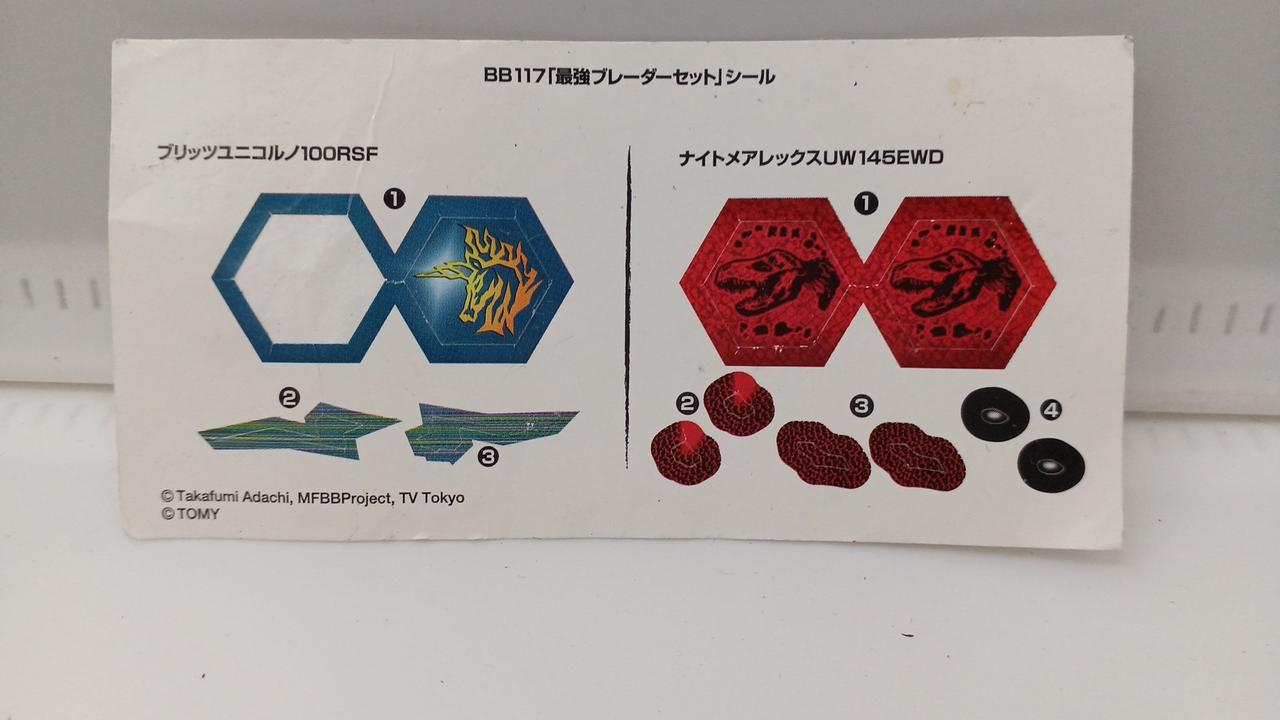 BB117「最強ブレーダーセット」シール
ブリッツユニコルノ100RSF
❶
❷
❸
©Takafumi Adachi, MFBBProject, TV Tokyo
©TOMY
ナイトメアレックスUW145EWD
❶
❷
❸
❹